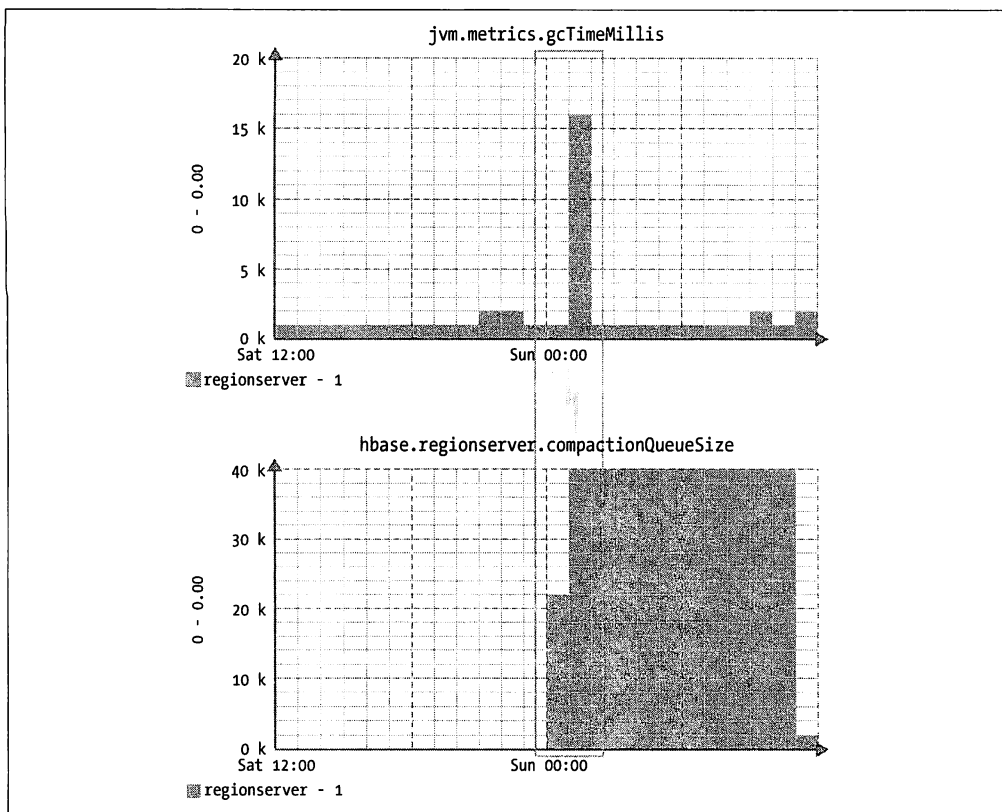 jvm.metrics.gcTimeMillis
20 k
15 k
10 k
5 k
0 k
0 - 0.00
Sat 12:00 Sun 00:00
regionserver - 1
hbase.regionserver.compactionQueueSize
40 k
30 k
20 k
10 k
0 k
0 - 0.00
Sat 12:00 Sun 00:00
regionserver - 1